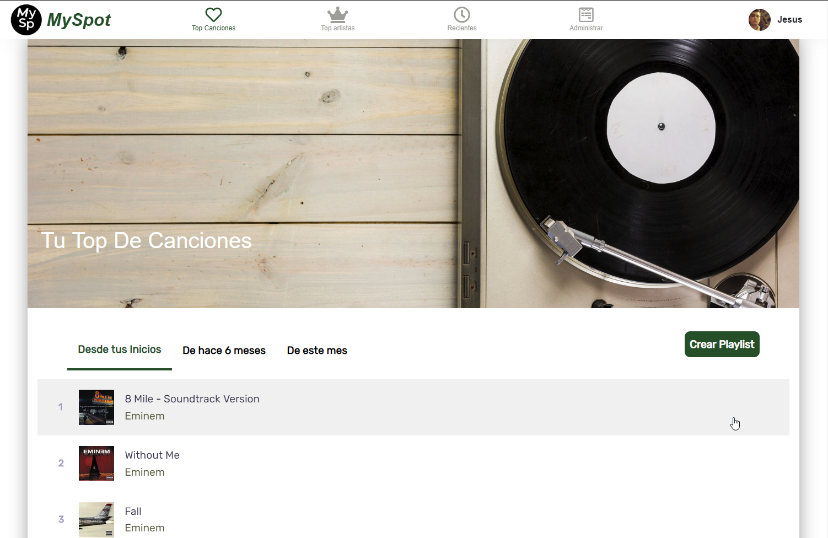 My
Sp
MySpot
Top Canciones
Top artistas
Recientes
Administrar
Jesus
Tu Top De Canciones
Desde tus Inicios
De hace 6 meses
De este mes
Crear Playlist
1
8 Mile - Soundtrack Version
Eminem
2
EMINEM
Without Me
Eminem
3
Fall
Eminem